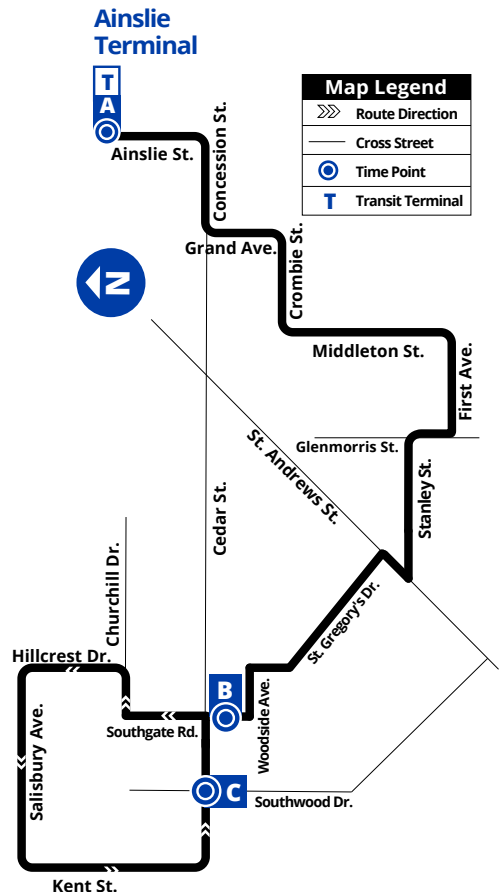 Ainslie
Terminal
T
A
Map Legend
Route Direction
Cross Street
Time Point
T Transit Terminal
Ainslie St.
Concession St.
Grand Ave.
Crombie St.
N
Middleton St.
First Ave.
Glenmorris St.
St. Andrews St.
Stanley St.
Cedar St.
Churchill Dr.
St. Gregory's Dr.
Hillcrest Dr.
B
Woodside Ave.
Salisbury Ave.
Southgate Rd.
C
Southwood Dr.
Kent St.